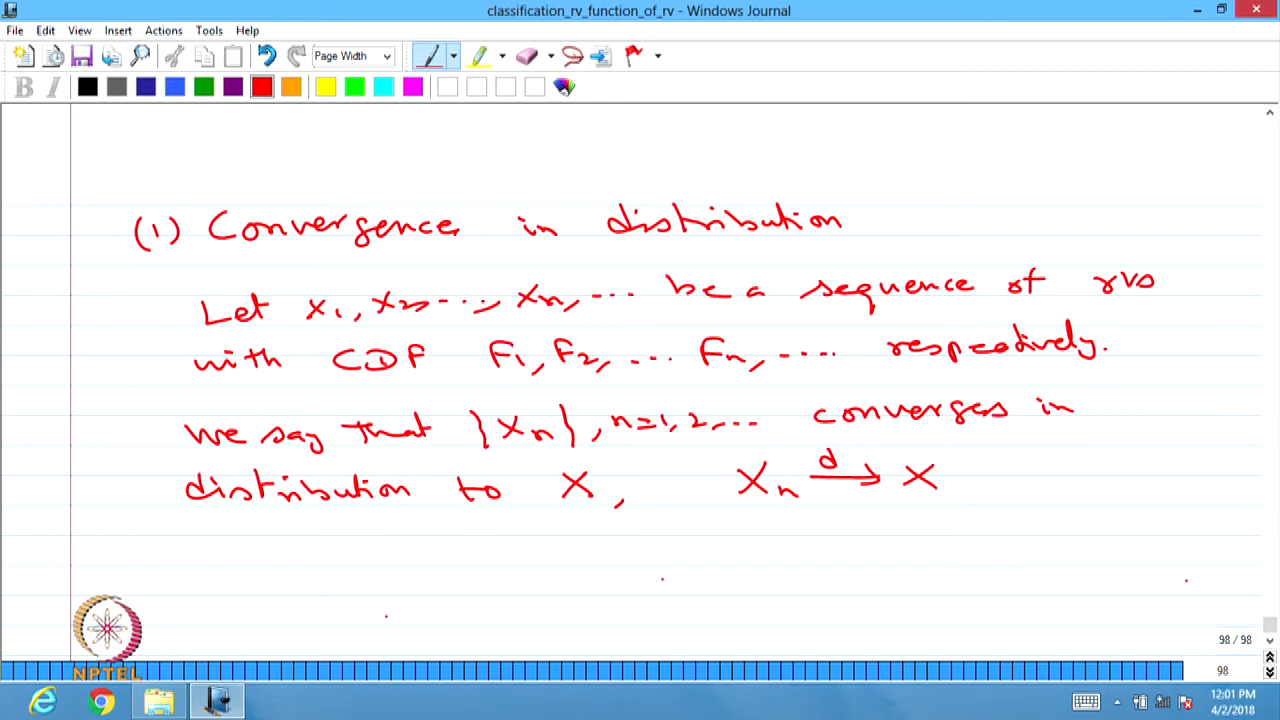 classification_rv_function_of_rv - Windows Journal
File Edit View Insert Actions Tools Help
Page Width
B I
(1) Convergence in distribution
Let X1, X2, ..., Xn, ... be a sequence of rvs
with CDF F1, F2, ... Fn, .... respectively.
We say that {Xn}, n=1,2,... converges in
distribution to X, Xn →d X
98 / 98
NPTEL
98
12:01 PM
4/2/2018